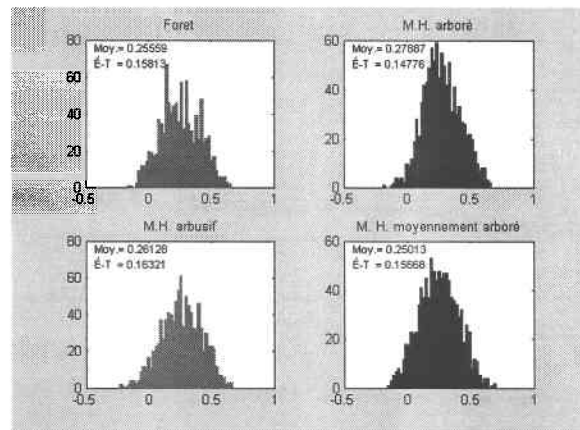 Foret
80
Moy.= 0.25559
É-T = 0.15813
60
40
20
0
-0.5
0
0.5
1
M.H. arboré
60
Moy.= 0.27887
É-T = 0.14776
40
20
0
-0.5
0
0.5
1
M.H. arbusif
80
Moy.= 0.26128
É-T = 0.16321
60
40
20
0
-0.5
0
0.5
1
M. H. moyennement arboré
60
Moy.= 0.25013
É-T = 0.15668
40
20
0
-0.5
0
0.5
1